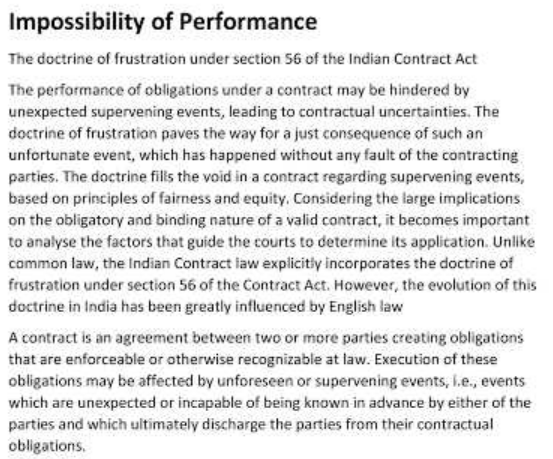 Impossibility of Performance
The doctrine of frustration under section 56 of the Indian Contract Act
The performance of obligations under a contract may be hindered by
unexpected supervening events, leading to contractual uncertainties. The
doctrine of frustration paves the way for a just consequence of such an
unfortunate event, which has happened without any fault of the contracting
parties. The doctrine fills the void in a contract regarding supervening events,
based on principles of fairness and equity. Considering the large implications
on the obligatory and binding nature of a valid contract, it becomes important
to analyse the factors that guide the courts to determine its application. Unlike
common law, the Indian Contract law explicitly incorporates the doctrine of
frustration under section 56 of the Contract Act. However, the evolution of this
doctrine in India has been greatly influenced by English law
A contract is an agreement between two or more parties creating obligations
that are enforceable or otherwise recognizable at law. Execution of these
obligations may be affected by unforeseen or supervening events, i.e., events
which are unexpected or incapable of being known in advance by either of the
parties and which ultimately discharge the parties from their contractual
obligations.